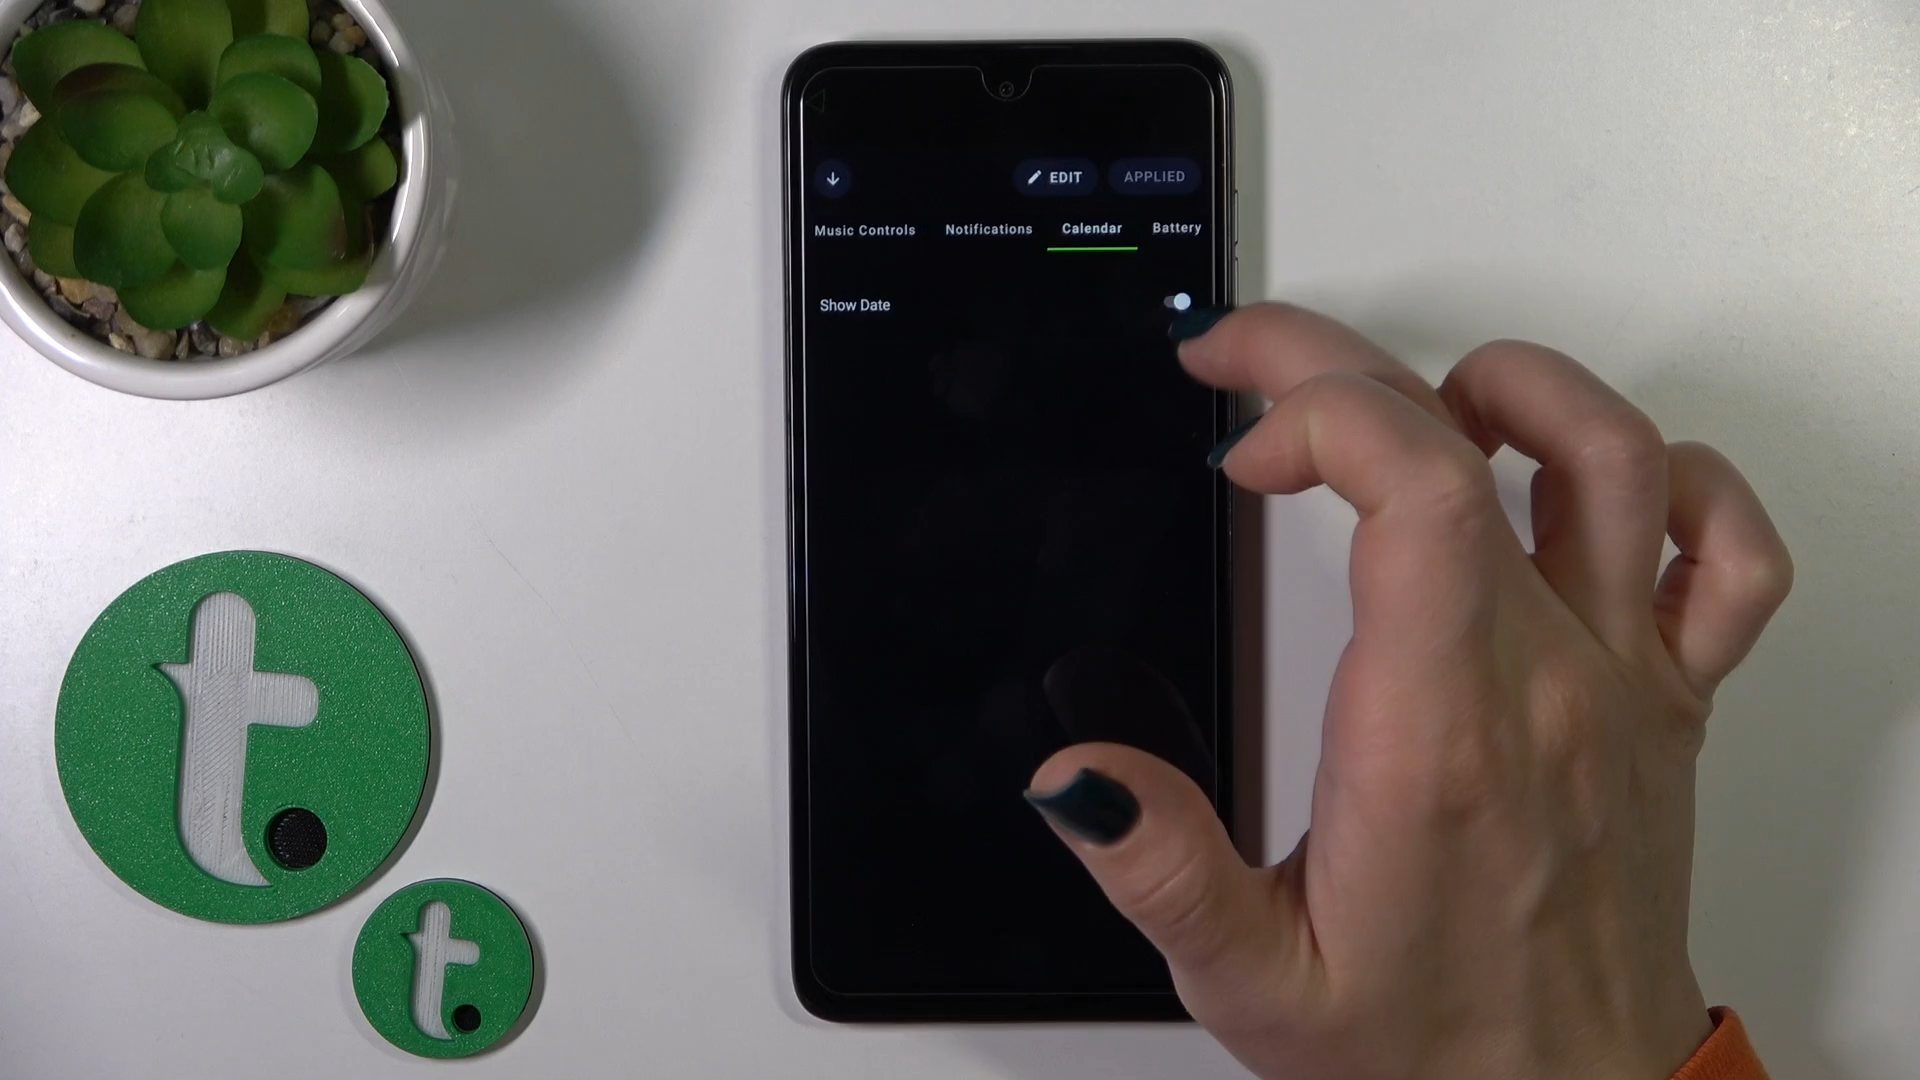 EDIT
APPLIED
Music Controls
Notifications
Calendar
Battery
Show Date
t.
t.